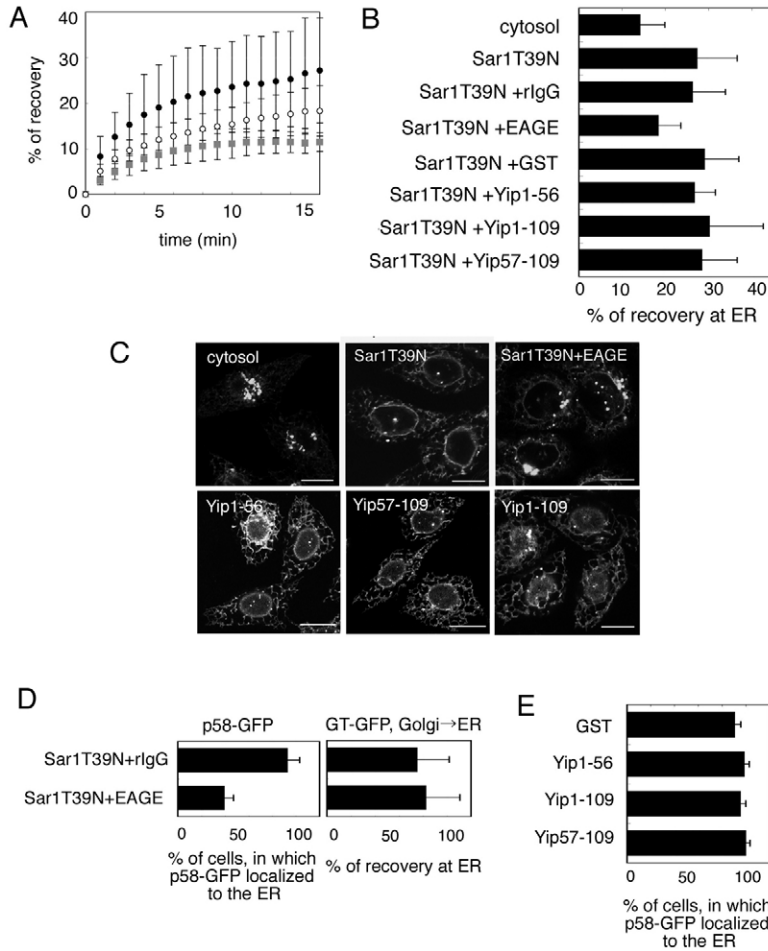 A
40
30
20
10
0
% of recovery
0 5 10 15
time (min)
B
cytosol
Sar1T39N
Sar1T39N +rIgG
Sar1T39N +EAGE
Sar1T39N +GST
Sar1T39N +Yip1-56
Sar1T39N +Yip1-109
Sar1T39N +Yip57-109
0 10 20 30 40
% of recovery at ER
C
cytosol
Sar1T39N
Sar1T39N+EAGE
Yip1-56
Yip57-109
Yip1-109
D
p58-GFP
GT-GFP, Golgi→ER
Sar1T39N+rIgG
Sar1T39N+EAGE
0 50 100
% of cells, in which
p58-GFP localized
to the ER
0 50 100
% of recovery at ER
E
GST
Yip1-56
Yip1-109
Yip57-109
0 50 100
% of cells, in which
p58-GFP localized
to the ER